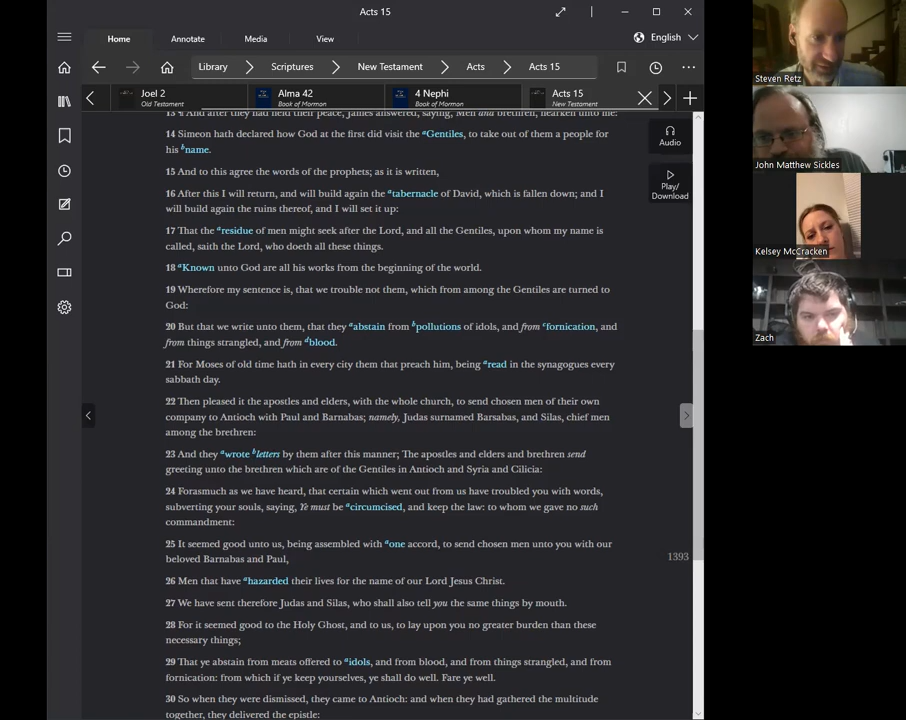 Acts 15
Home Annotate Media View
English
Library Scriptures New Testament Acts Acts 15
Joel 2
Old Testament
Alma 42
Book of Mormon
4 Nephi
Book of Mormon
Acts 15
New Testament
Audio
Play/
Download
13 ¶ And after they had held their peace, James answered, saying, Men and brethren, hearken unto me:
14 Simeon hath declared how God at the first did visit the aGentiles, to take out of them a people for
his bname.
15 And to this agree the words of the prophets; as it is written,
16 After this I will return, and will build again the atabernacle of David, which is fallen down; and I
will build again the ruins thereof, and I will set it up:
17 That the aresidue of men might seek after the Lord, and all the Gentiles, upon whom my name is
called, saith the Lord, who doeth all these things.
18 aKnown unto God are all his works from the beginning of the world.
19 Wherefore my sentence is, that we trouble not them, which from among the Gentiles are turned to
God:
20 But that we write unto them, that they aabstain from bpollutions of idols, and from cfornication, and
from things strangled, and from dblood.
21 For Moses of old time hath in every city them that preach him, being aread in the synagogues every
sabbath day.
22 Then pleased it the apostles and elders, with the whole church, to send chosen men of their own
company to Antioch with Paul and Barnabas; namely, Judas surnamed Barsabas, and Silas, chief men
among the brethren:
23 And they awrote bletters by them after this manner; The apostles and elders and brethren send
greeting unto the brethren which are of the Gentiles in Antioch and Syria and Cilicia:
24 Forasmuch as we have heard, that certain which went out from us have troubled you with words,
subverting your souls, saying, Ye must be acircumcised, and keep the law: to whom we gave no such
commandment:
25 It seemed good unto us, being assembled with aone accord, to send chosen men unto you with our
beloved Barnabas and Paul,
1393
26 Men that have ahazarded their lives for the name of our Lord Jesus Christ.
27 We have sent therefore Judas and Silas, who shall also tell you the same things by mouth.
28 For it seemed good to the Holy Ghost, and to us, to lay upon you no greater burden than these
necessary things;
29 That ye abstain from meats offered to aidols, and from blood, and from things strangled, and from
fornication: from which if ye keep yourselves, ye shall do well. Fare ye well.
30 So when they were dismissed, they came to Antioch: and when they had gathered the multitude
together, they delivered the epistle:
Steven Retz
John Matthew Sickles
Kelsey McCracken
Zach